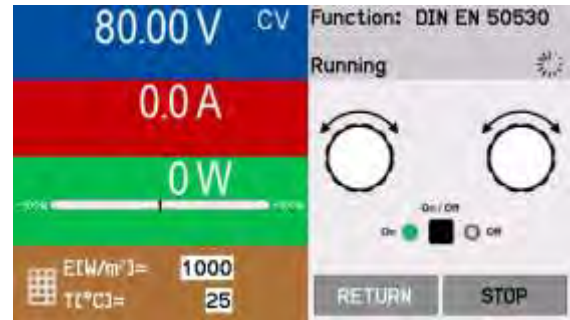 80.00 V CV
0.0 A
0 W
E[W/m²]= 1000
T[°C]= 25
Function: DIN EN 50530
Running
On/Off
On Off
RETURN STOP